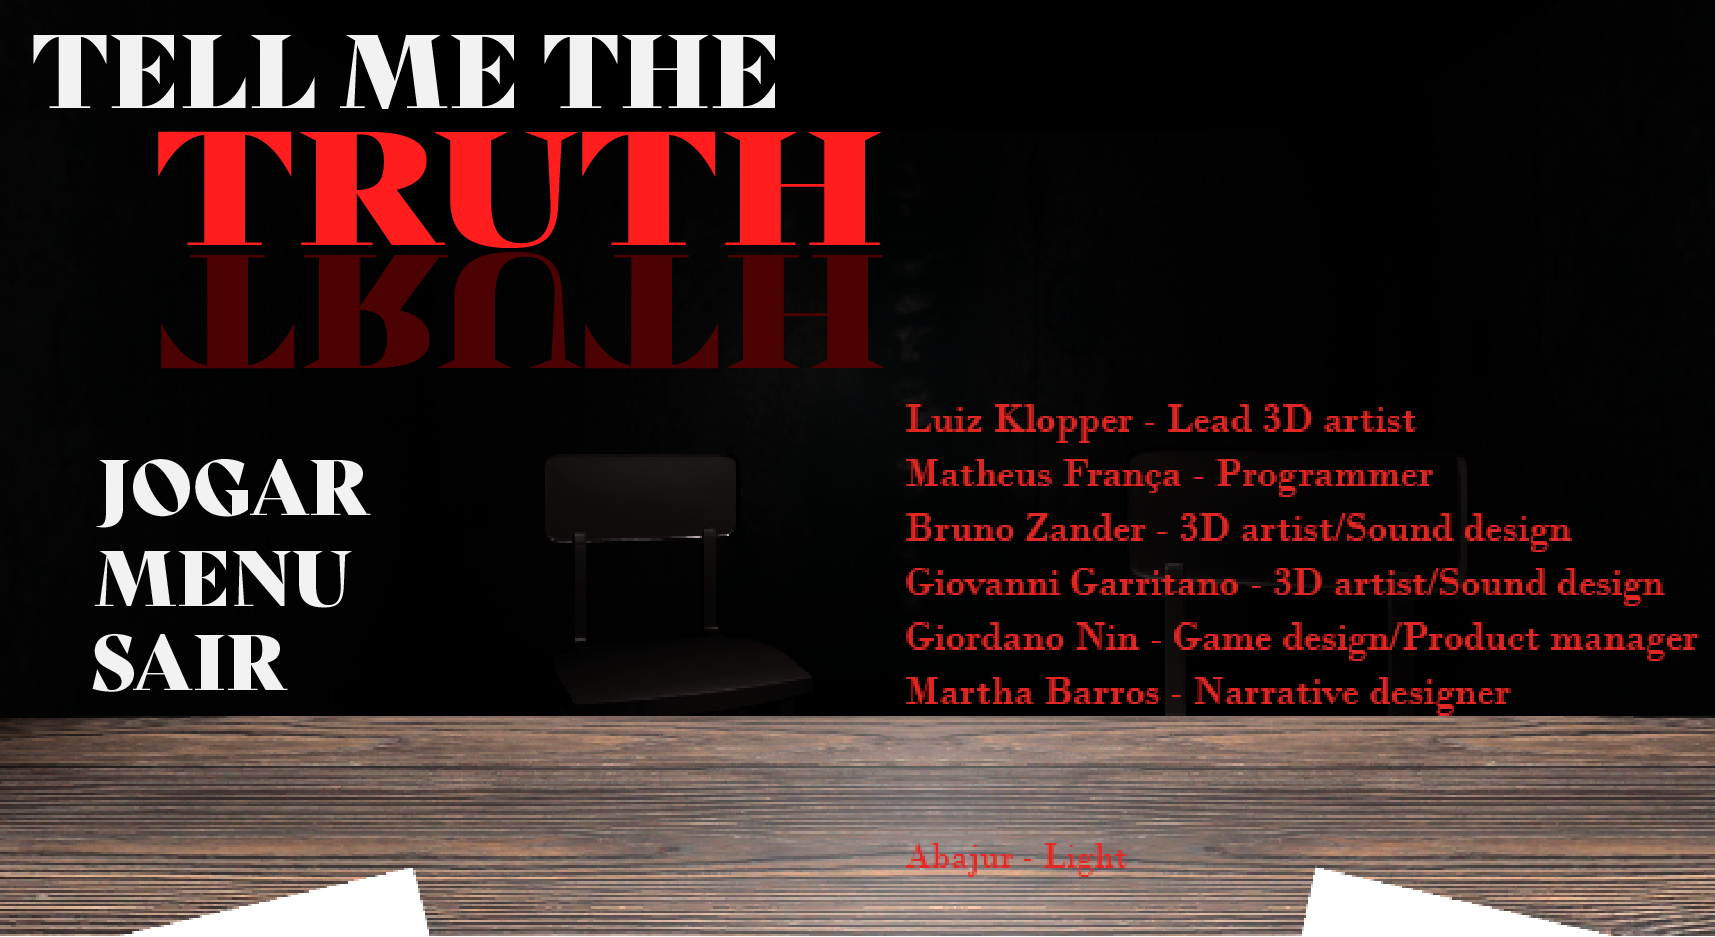 TELL ME THE
TRUTH
TRUTH
JOGAR
MENU
SAIR
Luiz Klopper - Lead 3D artist
Matheus França - Programmer
Bruno Zander - 3D artist/Sound design
Giovanni Garritano - 3D artist/Sound design
Giordano Nin - Game design/Product manager
Martha Barros - Narrative designer
Abajur - Light